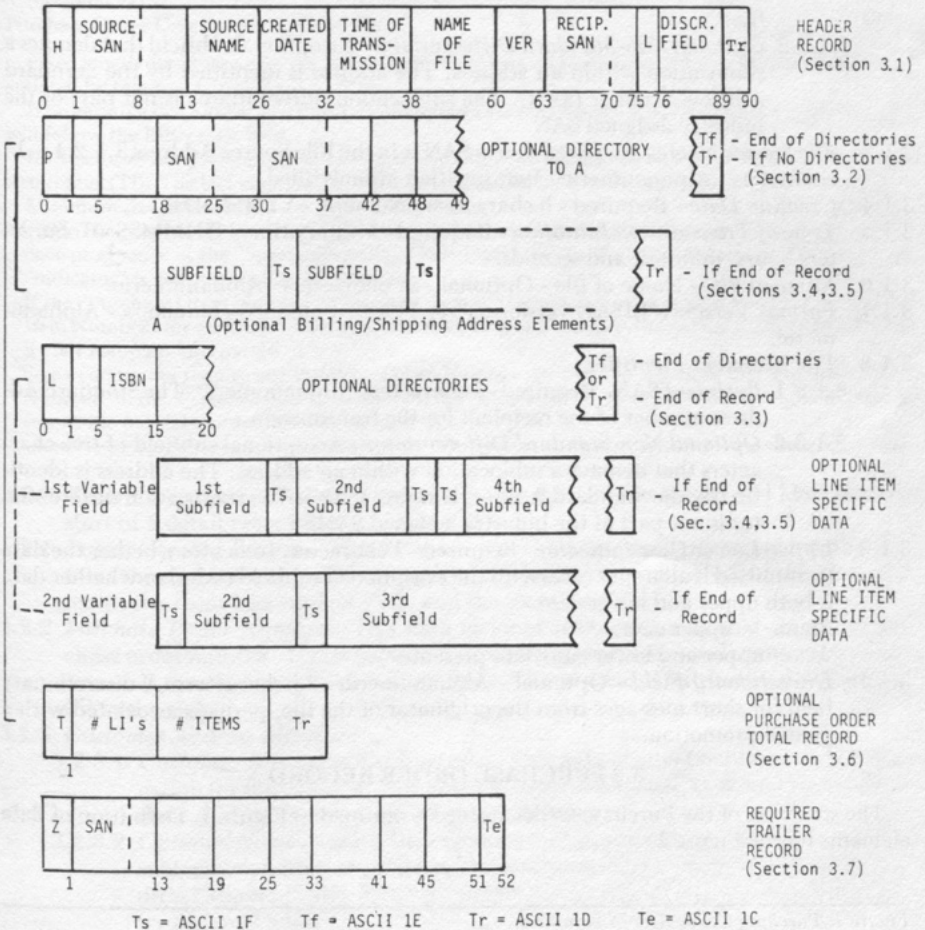 SOURCE SAN SOURCE NAME CREATED DATE TIME OF TRANS- MISSION NAME OF FILE VER RECIP. SAN L DISCR. FIELD Tr HEADER RECORD (Section 3.1)
0 1 8 13 26 32 38 60 63 70 75 76 89 90
P SAN SAN OPTIONAL DIRECTORY TO A Tf Tr - End of Directories - If No Directories (Section 3.2)
0 5 18 25 30 37 42 48 49
SUBFIELD Ts SUBFIELD Ts Tr - If End of Record (Sections 3.4,3.5)
A (Optional Billing/Shipping Address Elements)
L ISBN OPTIONAL DIRECTORIES Tf or Tr - End of Directories - End of Record (Section 3.3)
0 5 15 20
1st Variable Field 1st Subfield Ts 2nd Subfield Ts Ts 4th Subfield Tr - If End of Record (Sec.3.4,3.5) OPTIONAL LINE ITEM SPECIFIC DATA
2nd Variable Field Ts 2nd Subfield Ts 3rd Subfield Tr - If End of Record OPTIONAL LINE ITEM SPECIFIC DATA
T # LI's # ITEMS Tr OPTIONAL PURCHASE ORDER TOTAL RECORD (Section 3.6)
1
Z SAN Te REQUIRED TRAILER RECORD (Section 3.7)
1 13 19 25 33 41 45 51 52
Ts = ASCII 1F Tf = ASCII 1E Tr = ASCII 1D Te = ASCII 1C